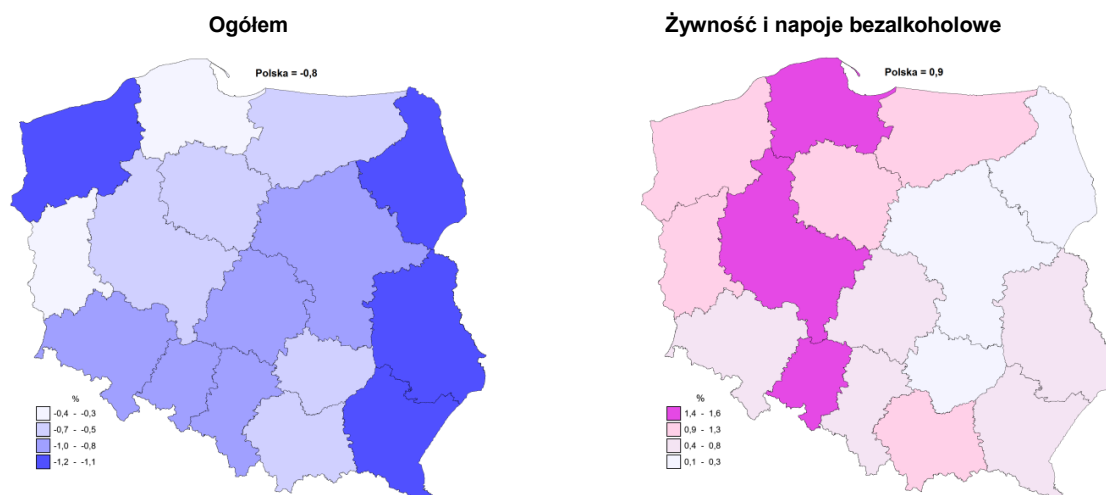 Ogółem
Polska = -0,8
%
-0,4 - -0,3
-0,7 - -0,5
-1,0 - -0,8
-1,2 - -1,1
Żywność i napoje bezalkoholowe
Polska = 0,9
%
1,4 - 1,6
0,9 - 1,3
0,4 - 0,8
0,1 - 0,3